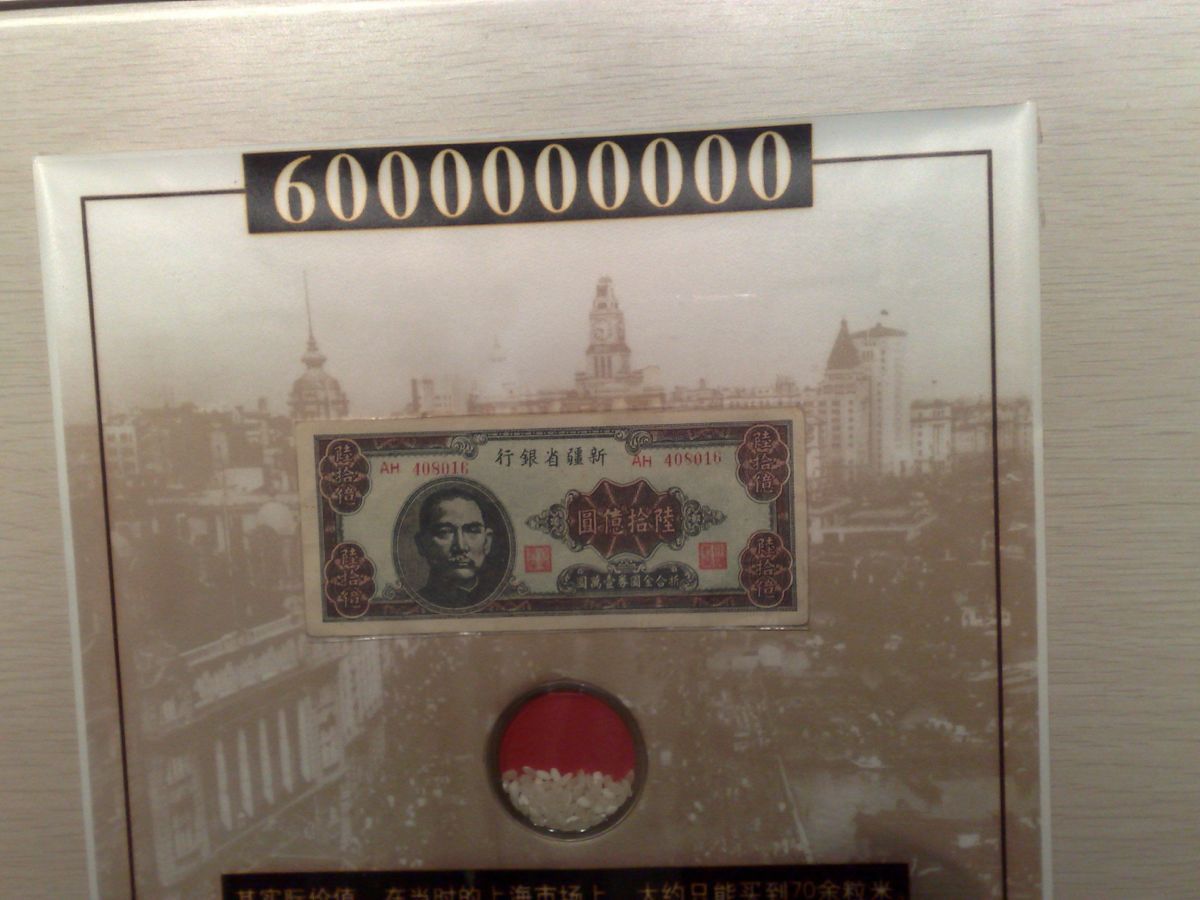 6000000000
新疆省銀行
AH 408016
AH 408016
陸拾億
陸拾億
陸拾億圓
陸拾億
陸拾億
折合金圓券壹萬圓
其实际价值，在当时的上海市场上，大约只能买到70余粒米